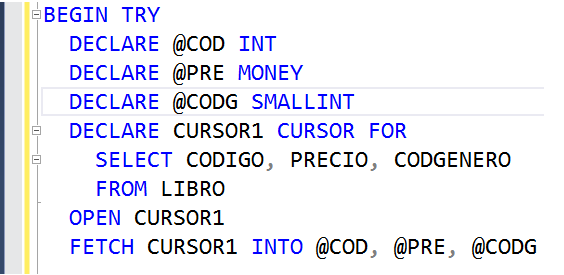 BEGIN TRY
DECLARE @COD INT
DECLARE @PRE MONEY
DECLARE @CODG SMALLINT
DECLARE CURSOR1 CURSOR FOR
SELECT CODIGO, PRECIO, CODGENERO
FROM LIBRO
OPEN CURSOR1
FETCH CURSOR1 INTO @COD, @PRE, @CODG